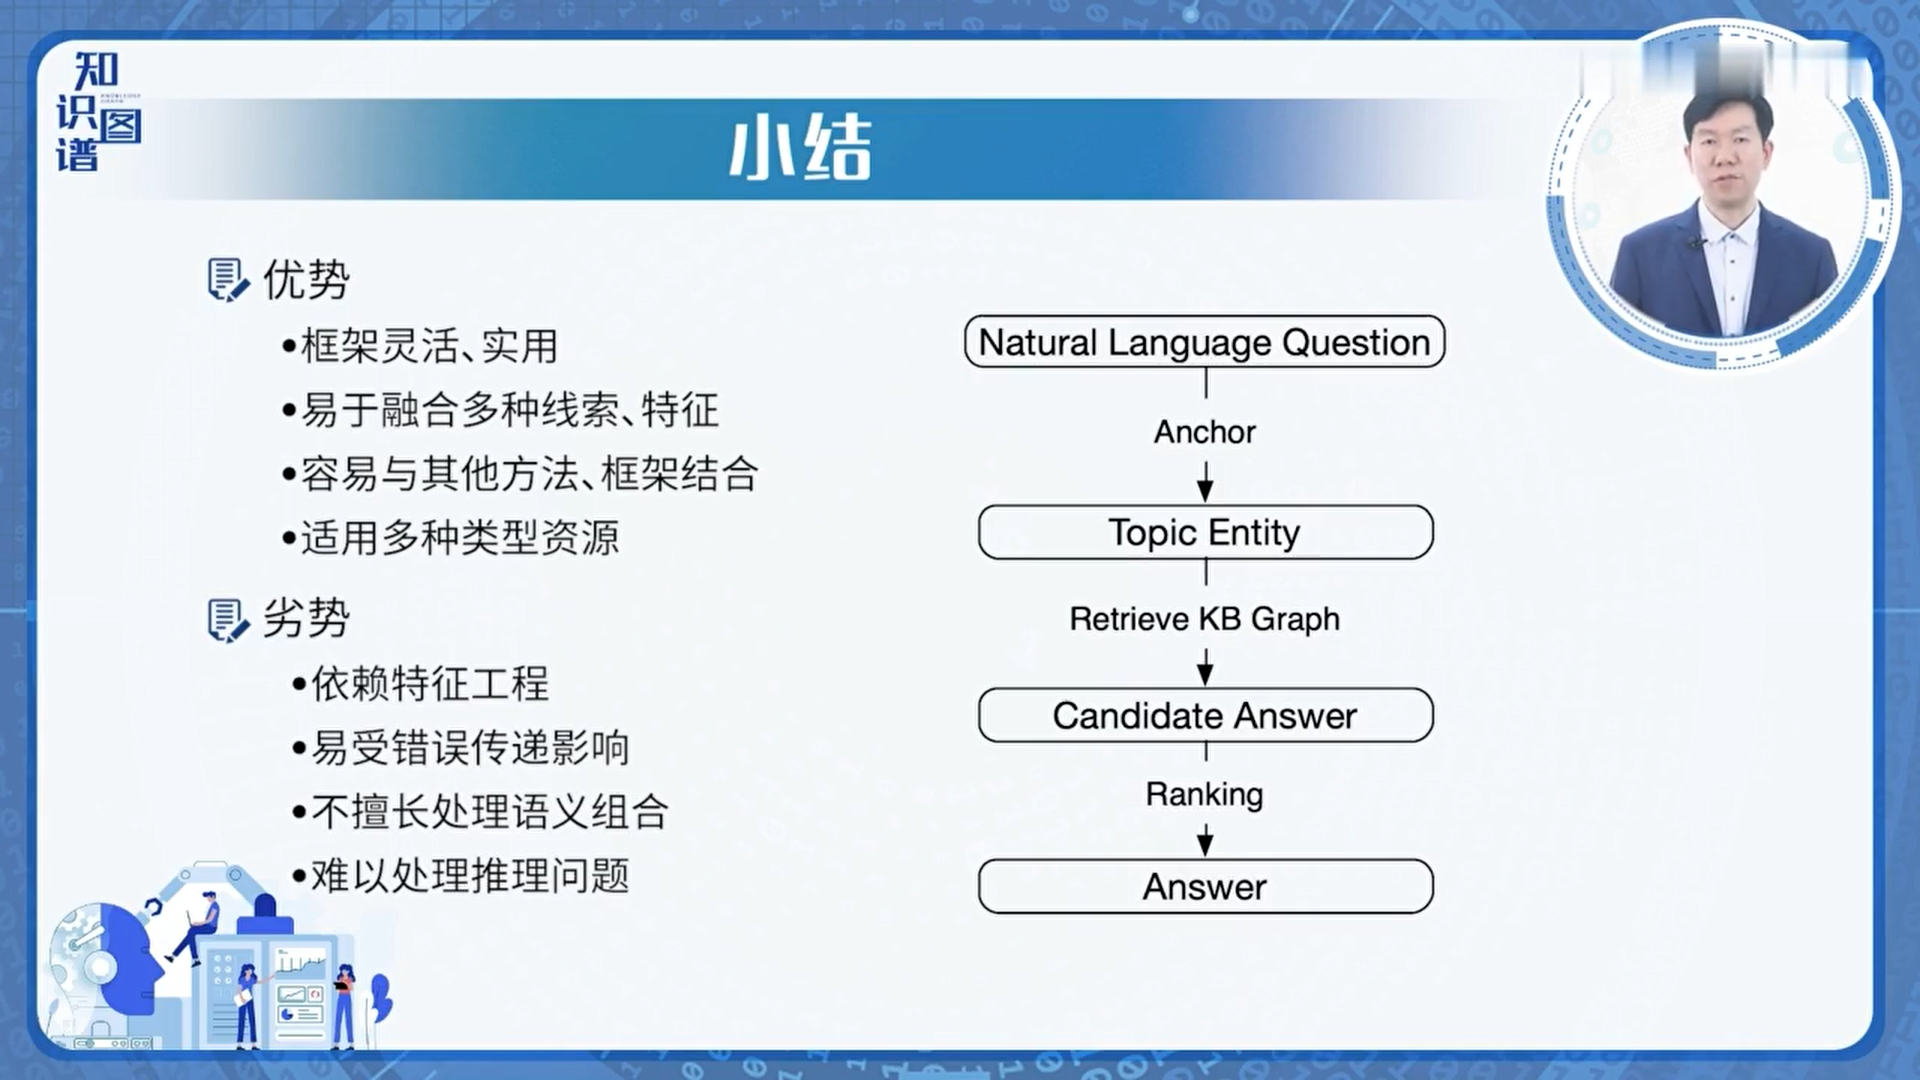 知
识图
谱
小结
优势
•框架灵活、实用
•易于融合多种线索、特征
•容易与其他方法、框架结合
•适用多种类型资源
劣势
•依赖特征工程
•易受错误传递影响
•不擅长处理语义组合
•难以处理推理问题
Natural Language Question
Anchor
Topic Entity
Retrieve KB Graph
Candidate Answer
Ranking
Answer